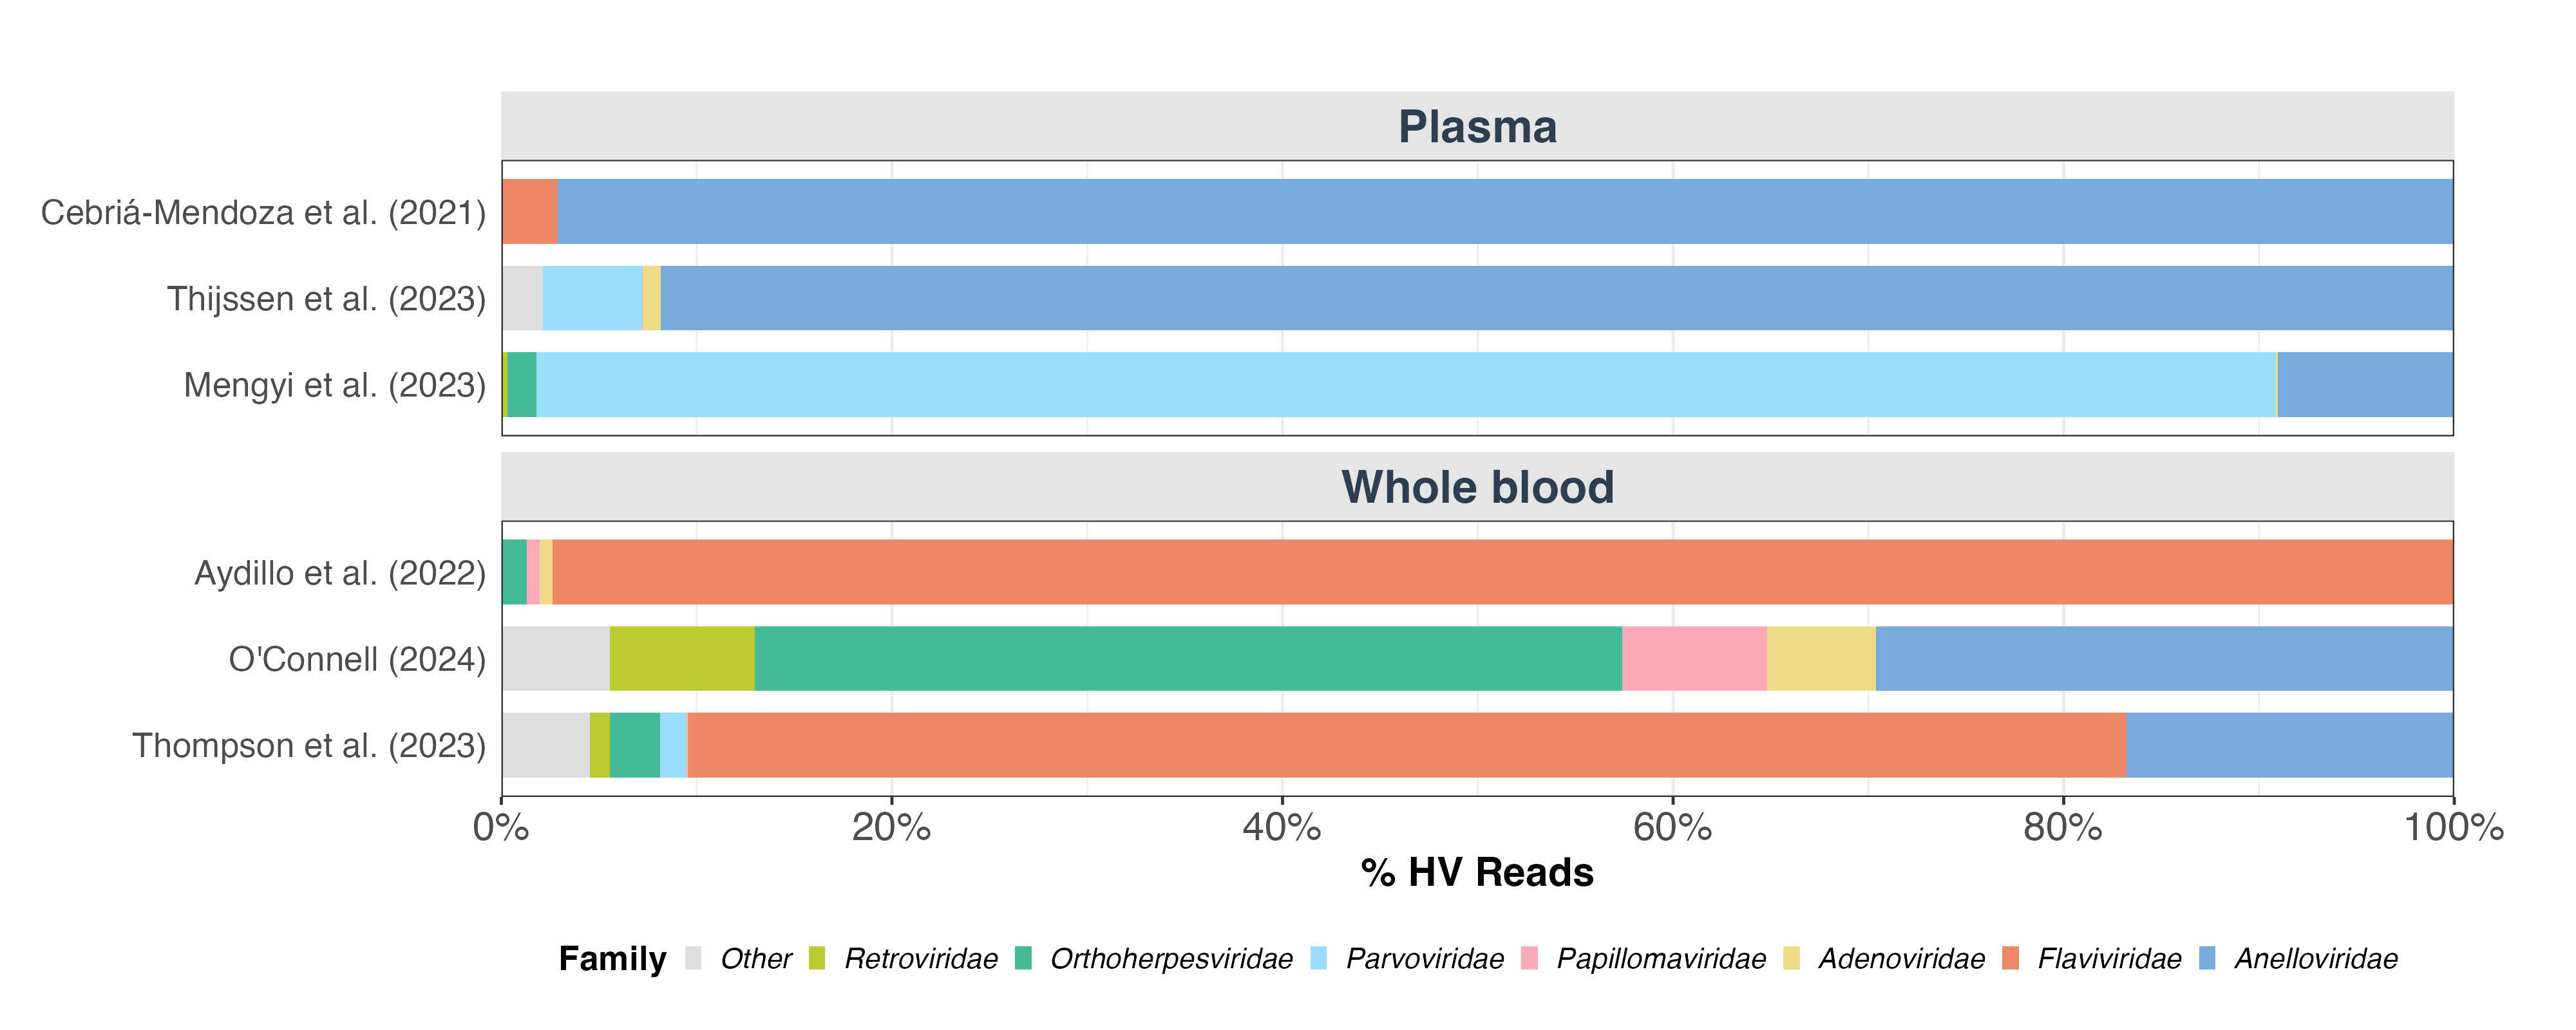 Plasma
Cebriá-Mendoza et al. (2021)
Thijssen et al. (2023)
Mengyi et al. (2023)
Whole blood
Aydillo et al. (2022)
O'Connell (2024)
Thompson et al. (2023)
0% 20% 40% 60% 80% 100%
% HV Reads
Family Other Retroviridae Orthoherpesviridae Parvoviridae Papillomaviridae Adenoviridae Flaviviridae Anelloviridae